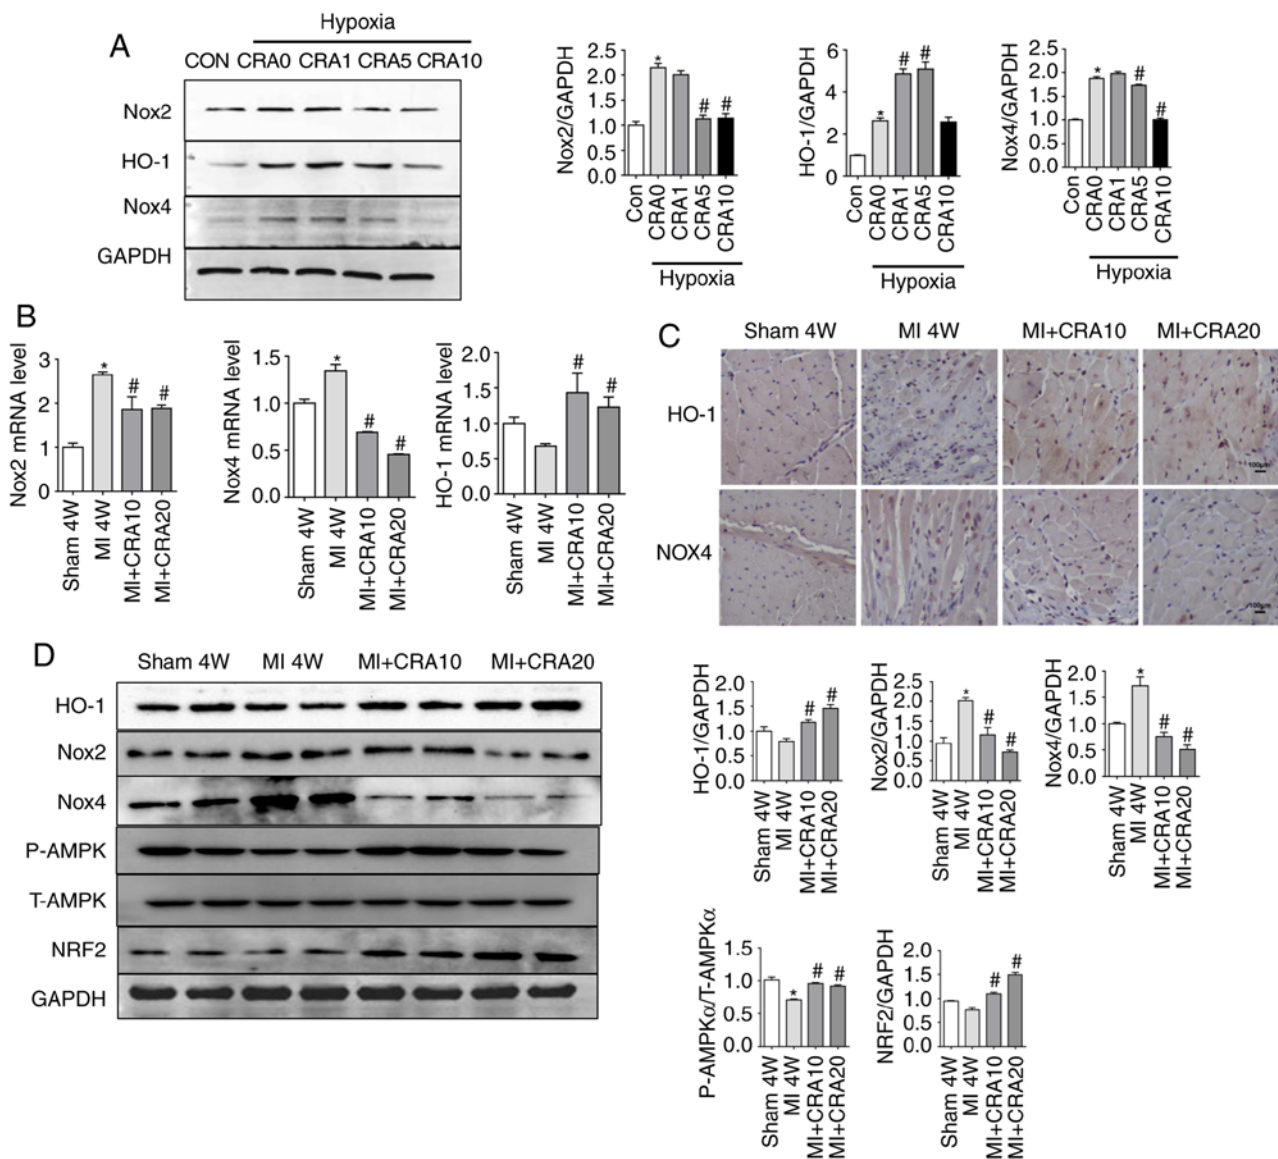 A
Hypoxia
CON CRA0 CRA1 CRA5 CRA10
Nox2
HO-1
Nox4
GAPDH
Nox2/GAPDH
2.5
2.0
1.5
1.0
0.5
0.0
*
# #
Con
CRA0
CRA1
CRA5
CRA10
Hypoxia
HO-1/GAPDH
6
4
2
0
*
# #
Con
CRA0
CRA1
CRA5
CRA10
Hypoxia
Nox4/GAPDH
2.5
2.0
1.5
1.0
0.5
0.0
*
#
#
Con
CRA0
CRA1
CRA5
CRA10
Hypoxia
B
Nox2 mRNA level
3
2
1
0
*
# #
Sham 4W
MI 4W
MI+CRA10
MI+CRA20
Nox4 mRNA level
1.5
1.0
0.5
0.0
*
#
#
Sham 4W
MI 4W
MI+CRA10
MI+CRA20
HO-1 mRNA level
2.0
1.5
1.0
0.5
0.0
#
#
Sham 4W
MI 4W
MI+CRA10
MI+CRA20
C
Sham 4W MI 4W MI+CRA10 MI+CRA20
HO-1
100μm
NOX4
100μm
D
Sham 4W MI 4W MI+CRA10 MI+CRA20
HO-1
Nox2
Nox4
P-AMPK
T-AMPK
NRF2
GAPDH
HO-1/GAPDH
2.0
1.5
1.0
0.5
0.0
#
#
Sham 4W
MI 4W
MI+CRA10
MI+CRA20
Nox2/GAPDH
2.5
2.0
1.5
1.0
0.5
0.0
*
#
#
Sham 4W
MI 4W
MI+CRA10
MI+CRA20
Nox4/GAPDH
2.0
1.5
1.0
0.5
0.0
*
#
#
Sham 4W
MI 4W
MI+CRA10
MI+CRA20
P-AMPKα/T-AMPKα
1.5
1.0
0.5
0.0
*
# #
Sham 4W
MI 4W
MI+CRA10
MI+CRA20
NRF2/GAPDH
2.0
1.5
1.0
0.5
0.0
#
#
Sham 4W
MI 4W
MI+CRA10
MI+CRA20